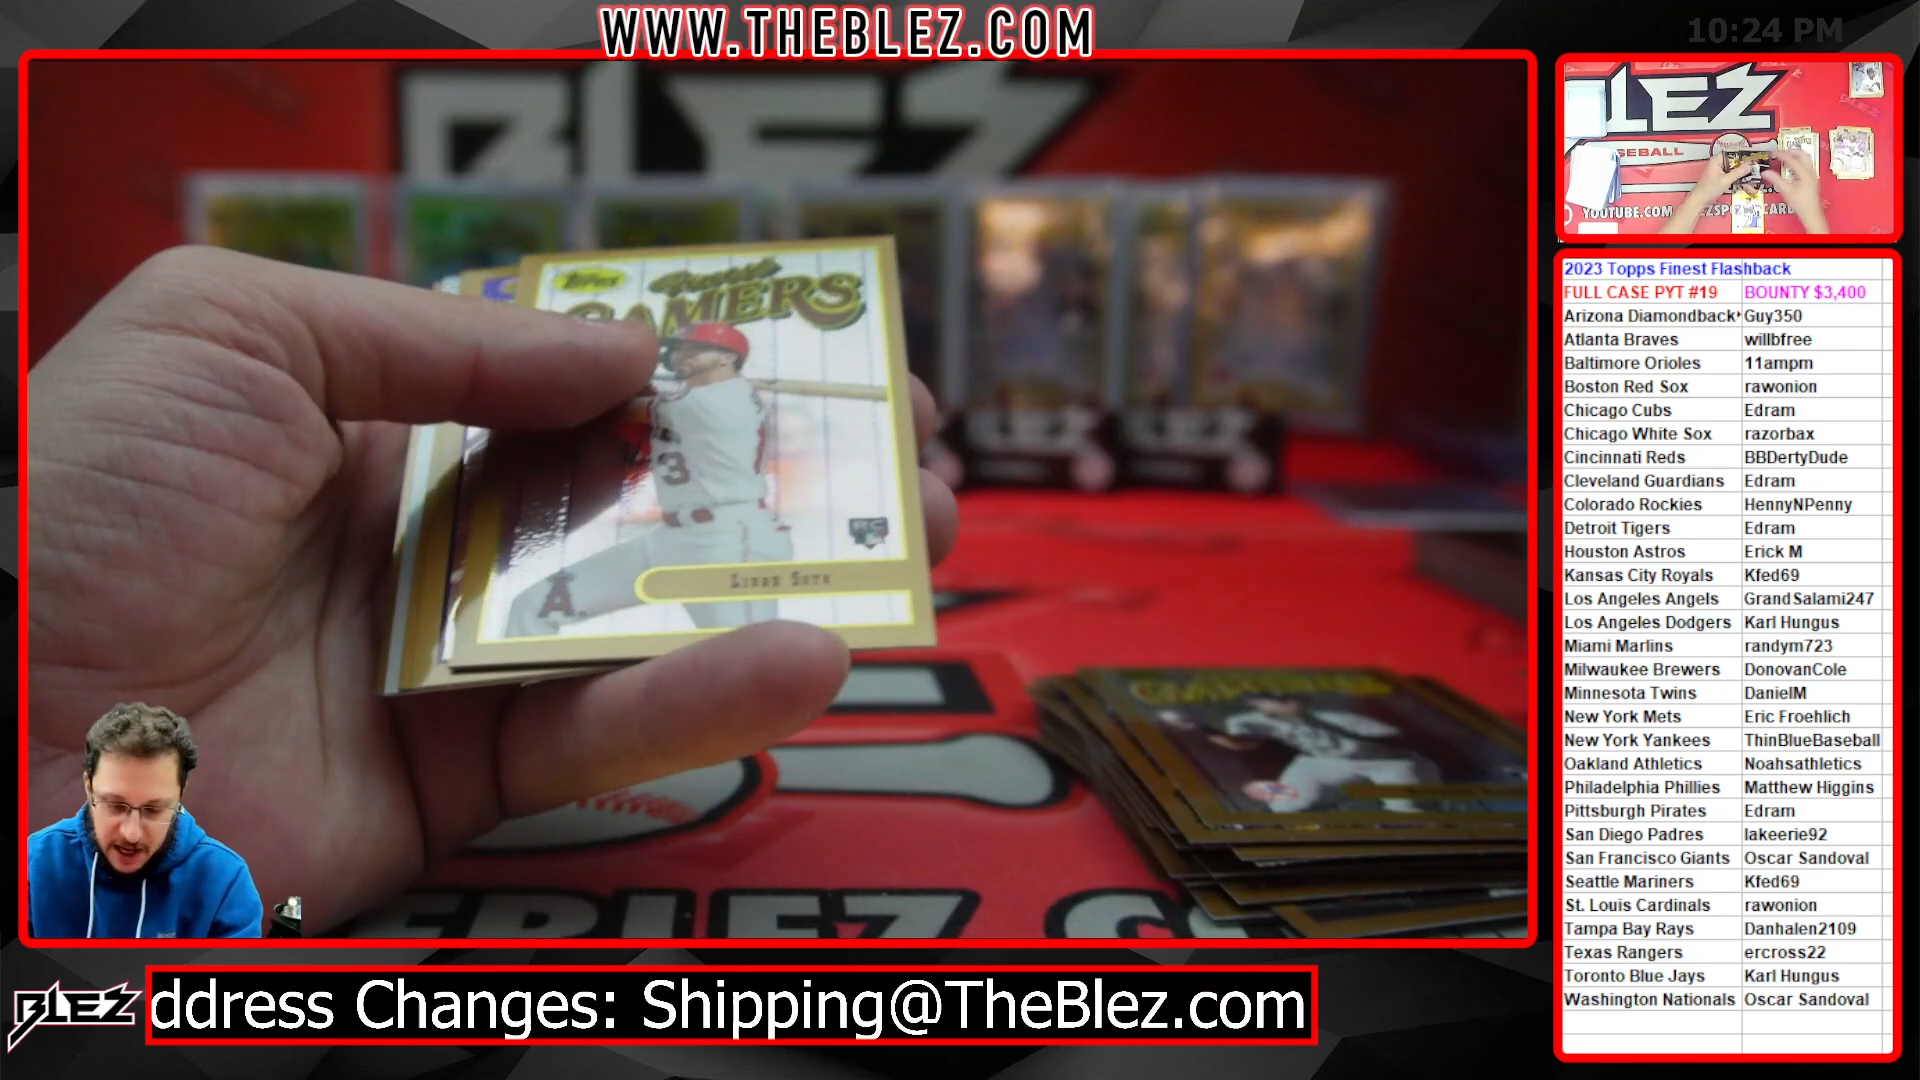 WWW.THEBLEZ.COM
10:24 PM
BLEZ
LEZ
SEBALL
YOUTUBE.COM
Topps
Finest
GAMERS
3
RC
A
2023 Topps Finest Flashback
FULL CASE PYT #19 BOUNTY $3,400
Arizona Diamondback Guy350
Atlanta Braves willbfree
Baltimore Orioles 11ampm
Boston Red Sox rawonion
Chicago Cubs Edram
Chicago White Sox razorbax
Cincinnati Reds BBDertyDude
Cleveland Guardians Edram
Colorado Rockies HennyNPenny
Detroit Tigers Edram
Houston Astros Erick M
Kansas City Royals Kfed69
Los Angeles Angels GrandSalami247
Los Angeles Dodgers Karl Hungus
Miami Marlins randym723
Milwaukee Brewers DonovanCole
Minnesota Twins DanielM
New York Mets Eric Froehlich
New York Yankees ThinBlueBaseball
Oakland Athletics Noahsathletics
Philadelphia Phillies Matthew Higgins
Pittsburgh Pirates Edram
San Diego Padres lakeerie92
San Francisco Giants Oscar Sandoval
Seattle Mariners Kfed69
St. Louis Cardinals rawonion
Tampa Bay Rays Danhalen2109
Texas Rangers ercross22
Toronto Blue Jays Karl Hungus
Washington Nationals Oscar Sandoval
BLEZ
ddress Changes: Shipping@TheBlez.com